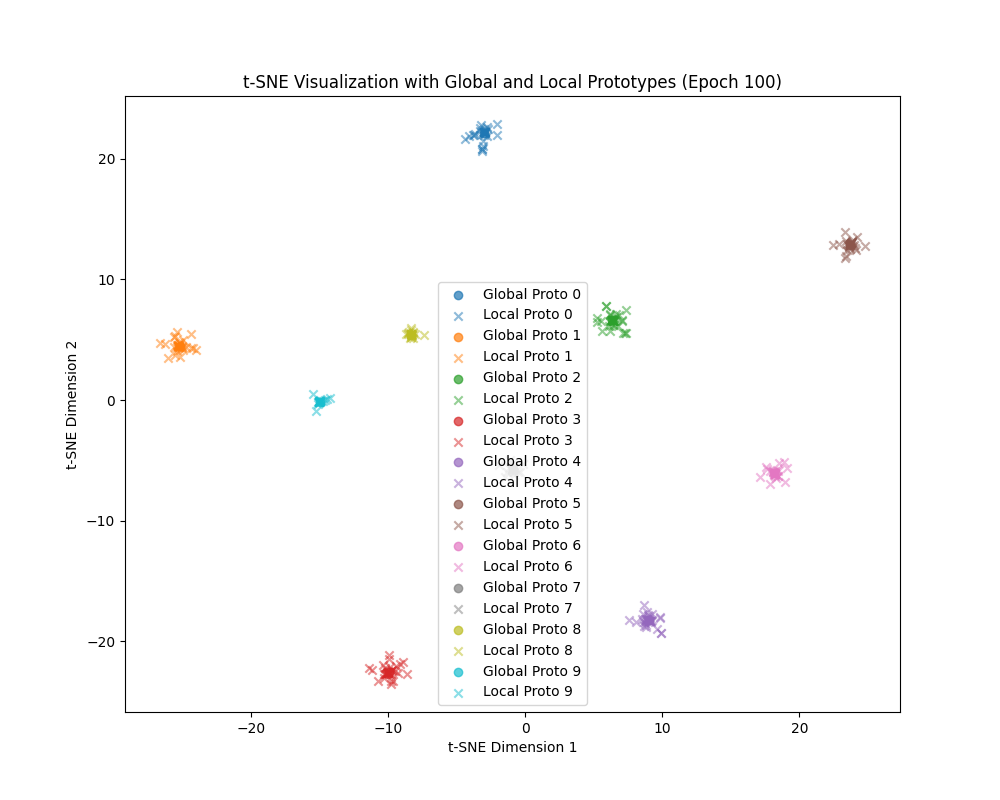 t-SNE Visualization with Global and Local Prototypes (Epoch 100)
t-SNE Dimension 2
20
10
0
−10
−20
Global Proto 0
Local Proto 0
Global Proto 1
Local Proto 1
Global Proto 2
Local Proto 2
Global Proto 3
Local Proto 3
Global Proto 4
Local Proto 4
Global Proto 5
Local Proto 5
Global Proto 6
Local Proto 6
Global Proto 7
Local Proto 7
Global Proto 8
Local Proto 8
Global Proto 9
Local Proto 9
−20 −10 0 10 20
t-SNE Dimension 1